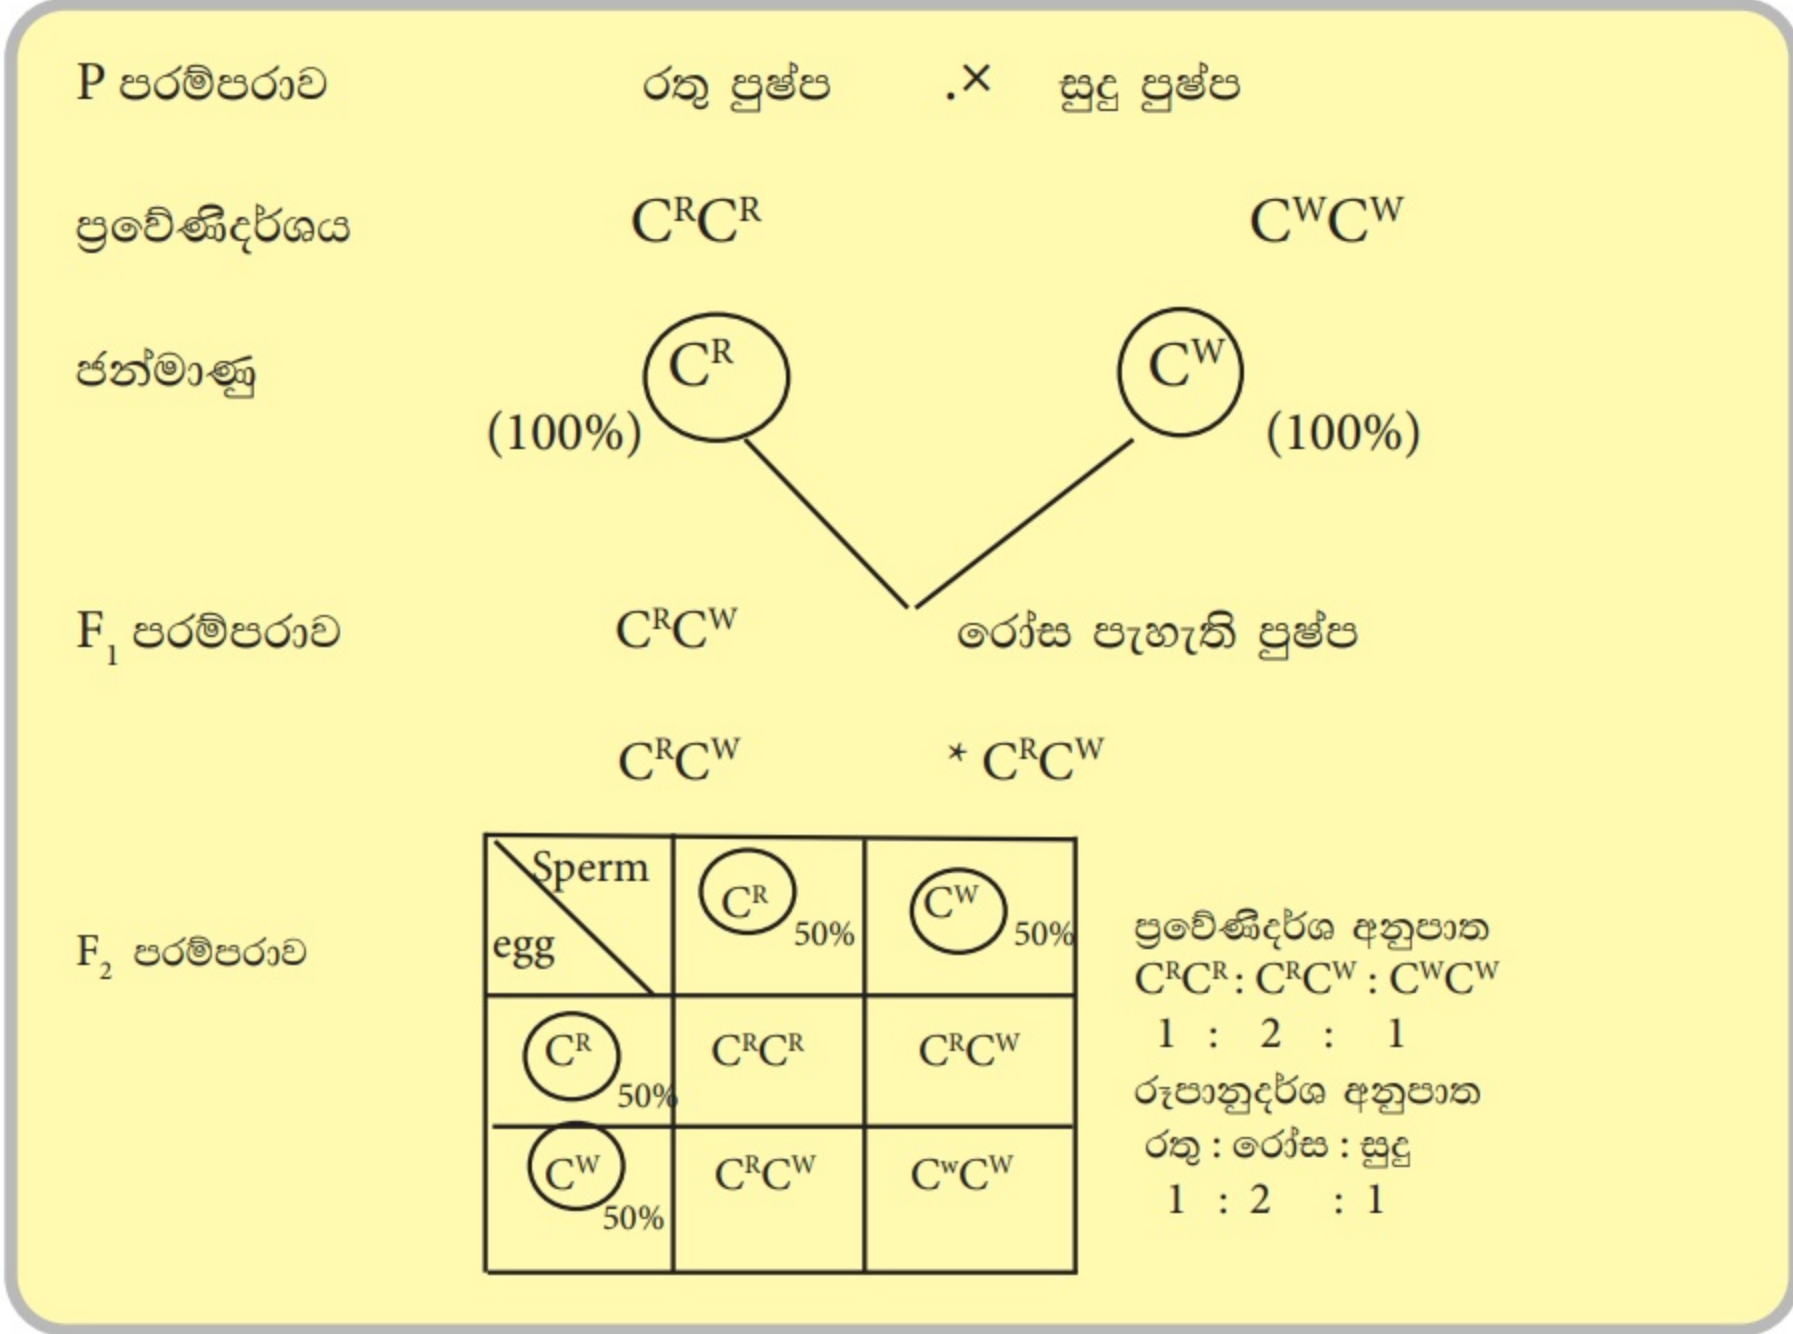 P පරම්පරාව රතු පුෂ්ප .× සුදු පුෂ්ප
ප්‍රවේණිදර්ශය CᴿCᴿ CᵂCᵂ
ජන්මාණු Cᴿ Cᵂ
(100%) (100%)
F₁ පරම්පරාව CᴿCᵂ රෝස පැහැති පුෂ්ප
CᴿCᵂ * CᴿCᵂ
Sperm Cᴿ 50% Cᵂ 50%
egg
F₂ පරම්පරාව
Cᴿ 50% CᴿCᴿ CᴿCᵂ
Cᵂ 50% CᴿCᵂ CʷCᵂ
ප්‍රවේණිදර්ශ අනුපාත
CᴿCᴿ : CᴿCᵂ : CᵂCᵂ
1 : 2 : 1
රූපානුදර්ශ අනුපාත
රතු : රෝස : සුදු
1 : 2 : 1